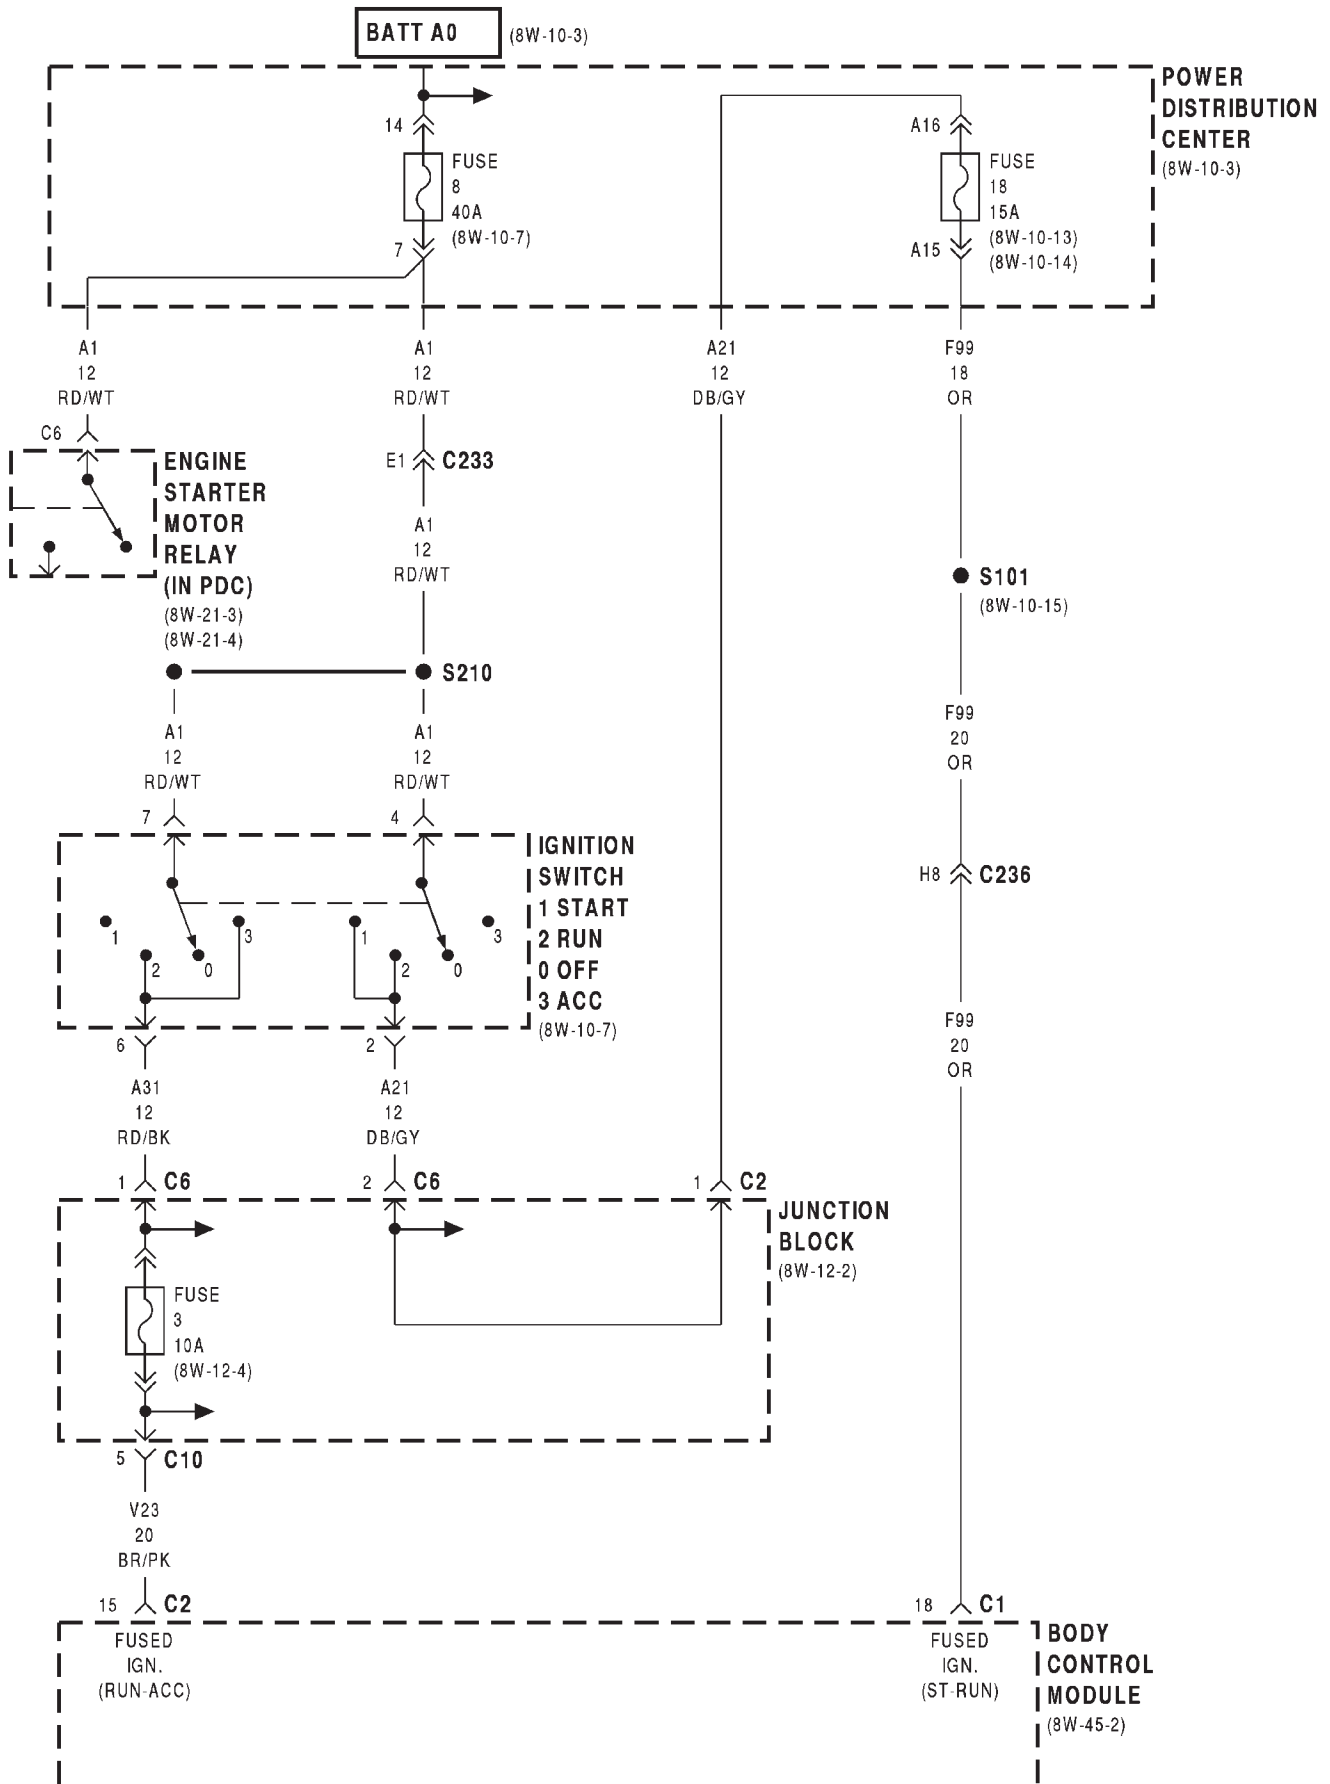 BATT A0
(8W-10-3)
POWER
DISTRIBUTION
CENTER
(8W-10-3)
14
FUSE
8
40A
(8W-10-7)
7
A16
FUSE
18
15A
(8W-10-13)
(8W-10-14)
A15
A1
12
RD/WT
A1
12
RD/WT
A21
12
DB/GY
F99
18
OR
C6
ENGINE
STARTER
MOTOR
RELAY
(IN PDC)
(8W-21-3)
(8W-21-4)
E1
C233
A1
12
RD/WT
S101
(8W-10-15)
S210
A1
12
RD/WT
A1
12
RD/WT
F99
20
OR
7
4
IGNITION
SWITCH
1 START
2 RUN
0 OFF
3 ACC
(8W-10-7)
1
2
0
3
1
2
0
3
H8
C236
6
2
F99
20
OR
A31
12
RD/BK
A21
12
DB/GY
1
C6
2
C6
1
C2
JUNCTION
BLOCK
(8W-12-2)
FUSE
3
10A
(8W-12-4)
5
C10
V23
20
BR/PK
15
C2
18
C1
FUSED
IGN.
(RUN-ACC)
FUSED
IGN.
(ST-RUN)
BODY
CONTROL
MODULE
(8W-45-2)